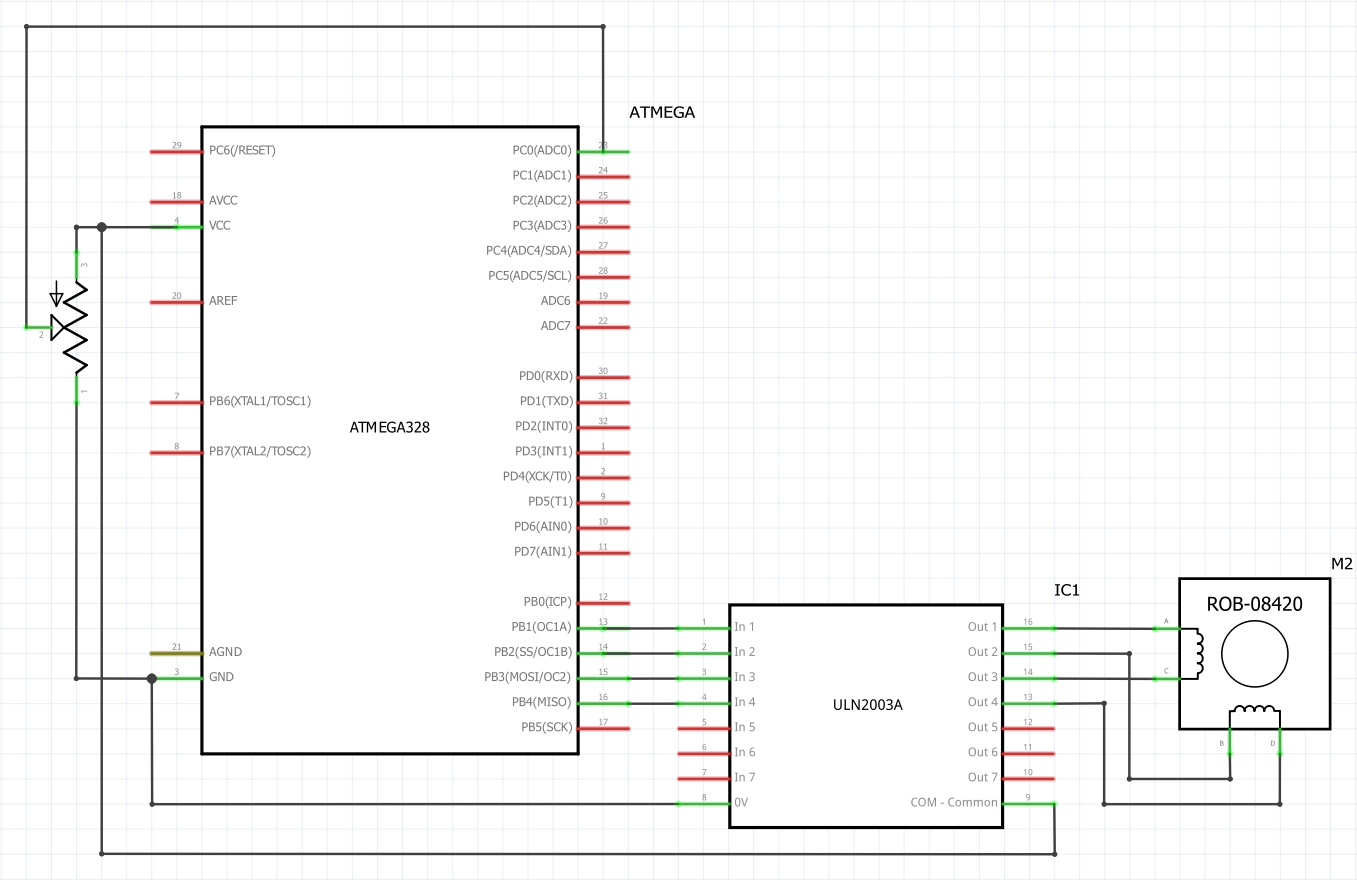 ATMEGA
29 PC6(/RESET)
PC0(ADC0) 23
PC1(ADC1) 24
18 AVCC
PC2(ADC2) 25
4 VCC
PC3(ADC3) 26
PC4(ADC4/SDA) 27
3
PC5(ADC5/SCL) 28
20 AREF
ADC6 19
2
ADC7 22
PD0(RXD) 30
1
7 PB6(XTAL1/TOSC1)
PD1(TXD) 31
ATMEGA328
PD2(INT0) 32
8 PB7(XTAL2/TOSC2)
PD3(INT1) 1
PD4(XCK/T0) 2
PD5(T1) 9
PD6(AIN0) 10
PD7(AIN1) 11
PB0(ICP) 12
PB1(OC1A) 13
21 AGND
PB2(SS/OC1B) 14
3 GND
PB3(MOSI/OC2) 15
PB4(MISO) 16
PB5(SCK) 17
IC1
1 In 1
Out 1 16
2 In 2
Out 2 15
3 In 3
Out 3 14
4 In 4
Out 4 13
ULN2003A
5 In 5
Out 5 12
6 In 6
Out 6 11
7 In 7
Out 7 10
8 0V
COM - Common 9
M2
ROB-08420
A
C
B
D